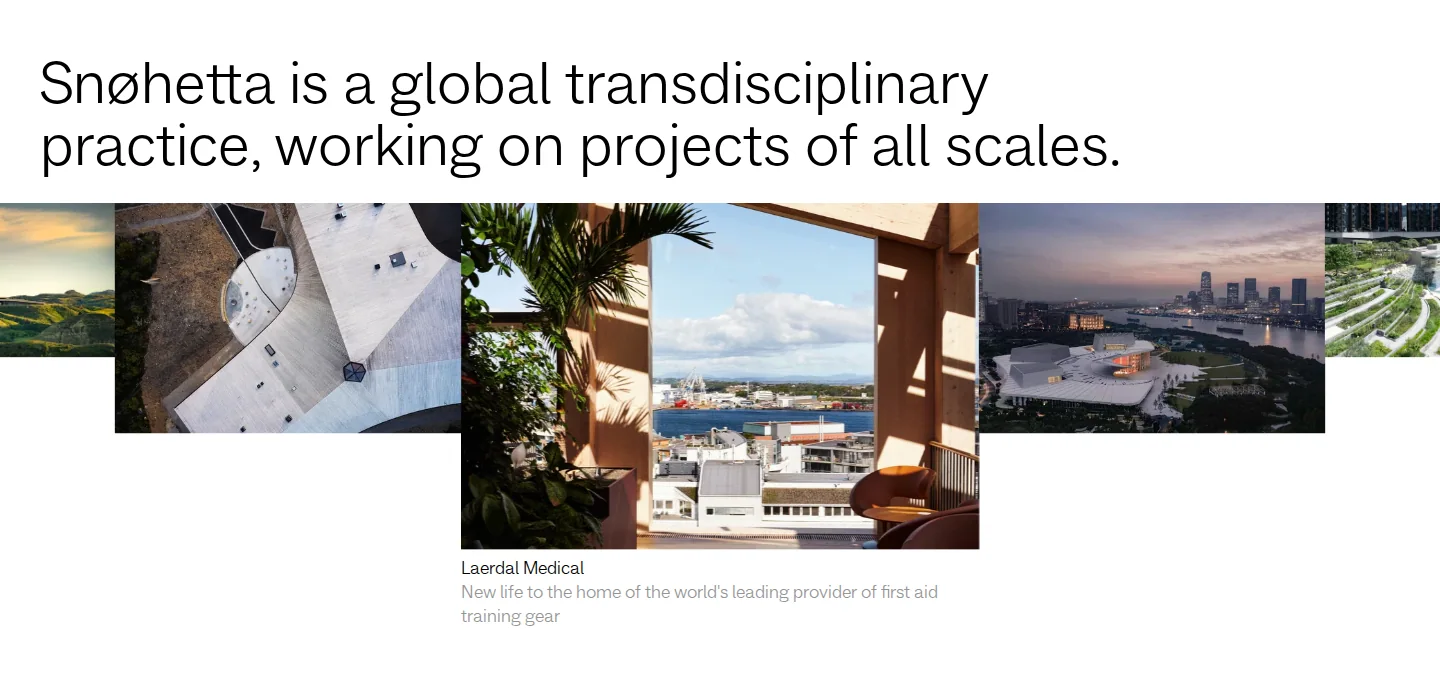 Snøhetta is a global transdisciplinary
practice, working on projects of all scales.
Laerdal Medical
New life to the home of the world's leading provider of first aid
training gear